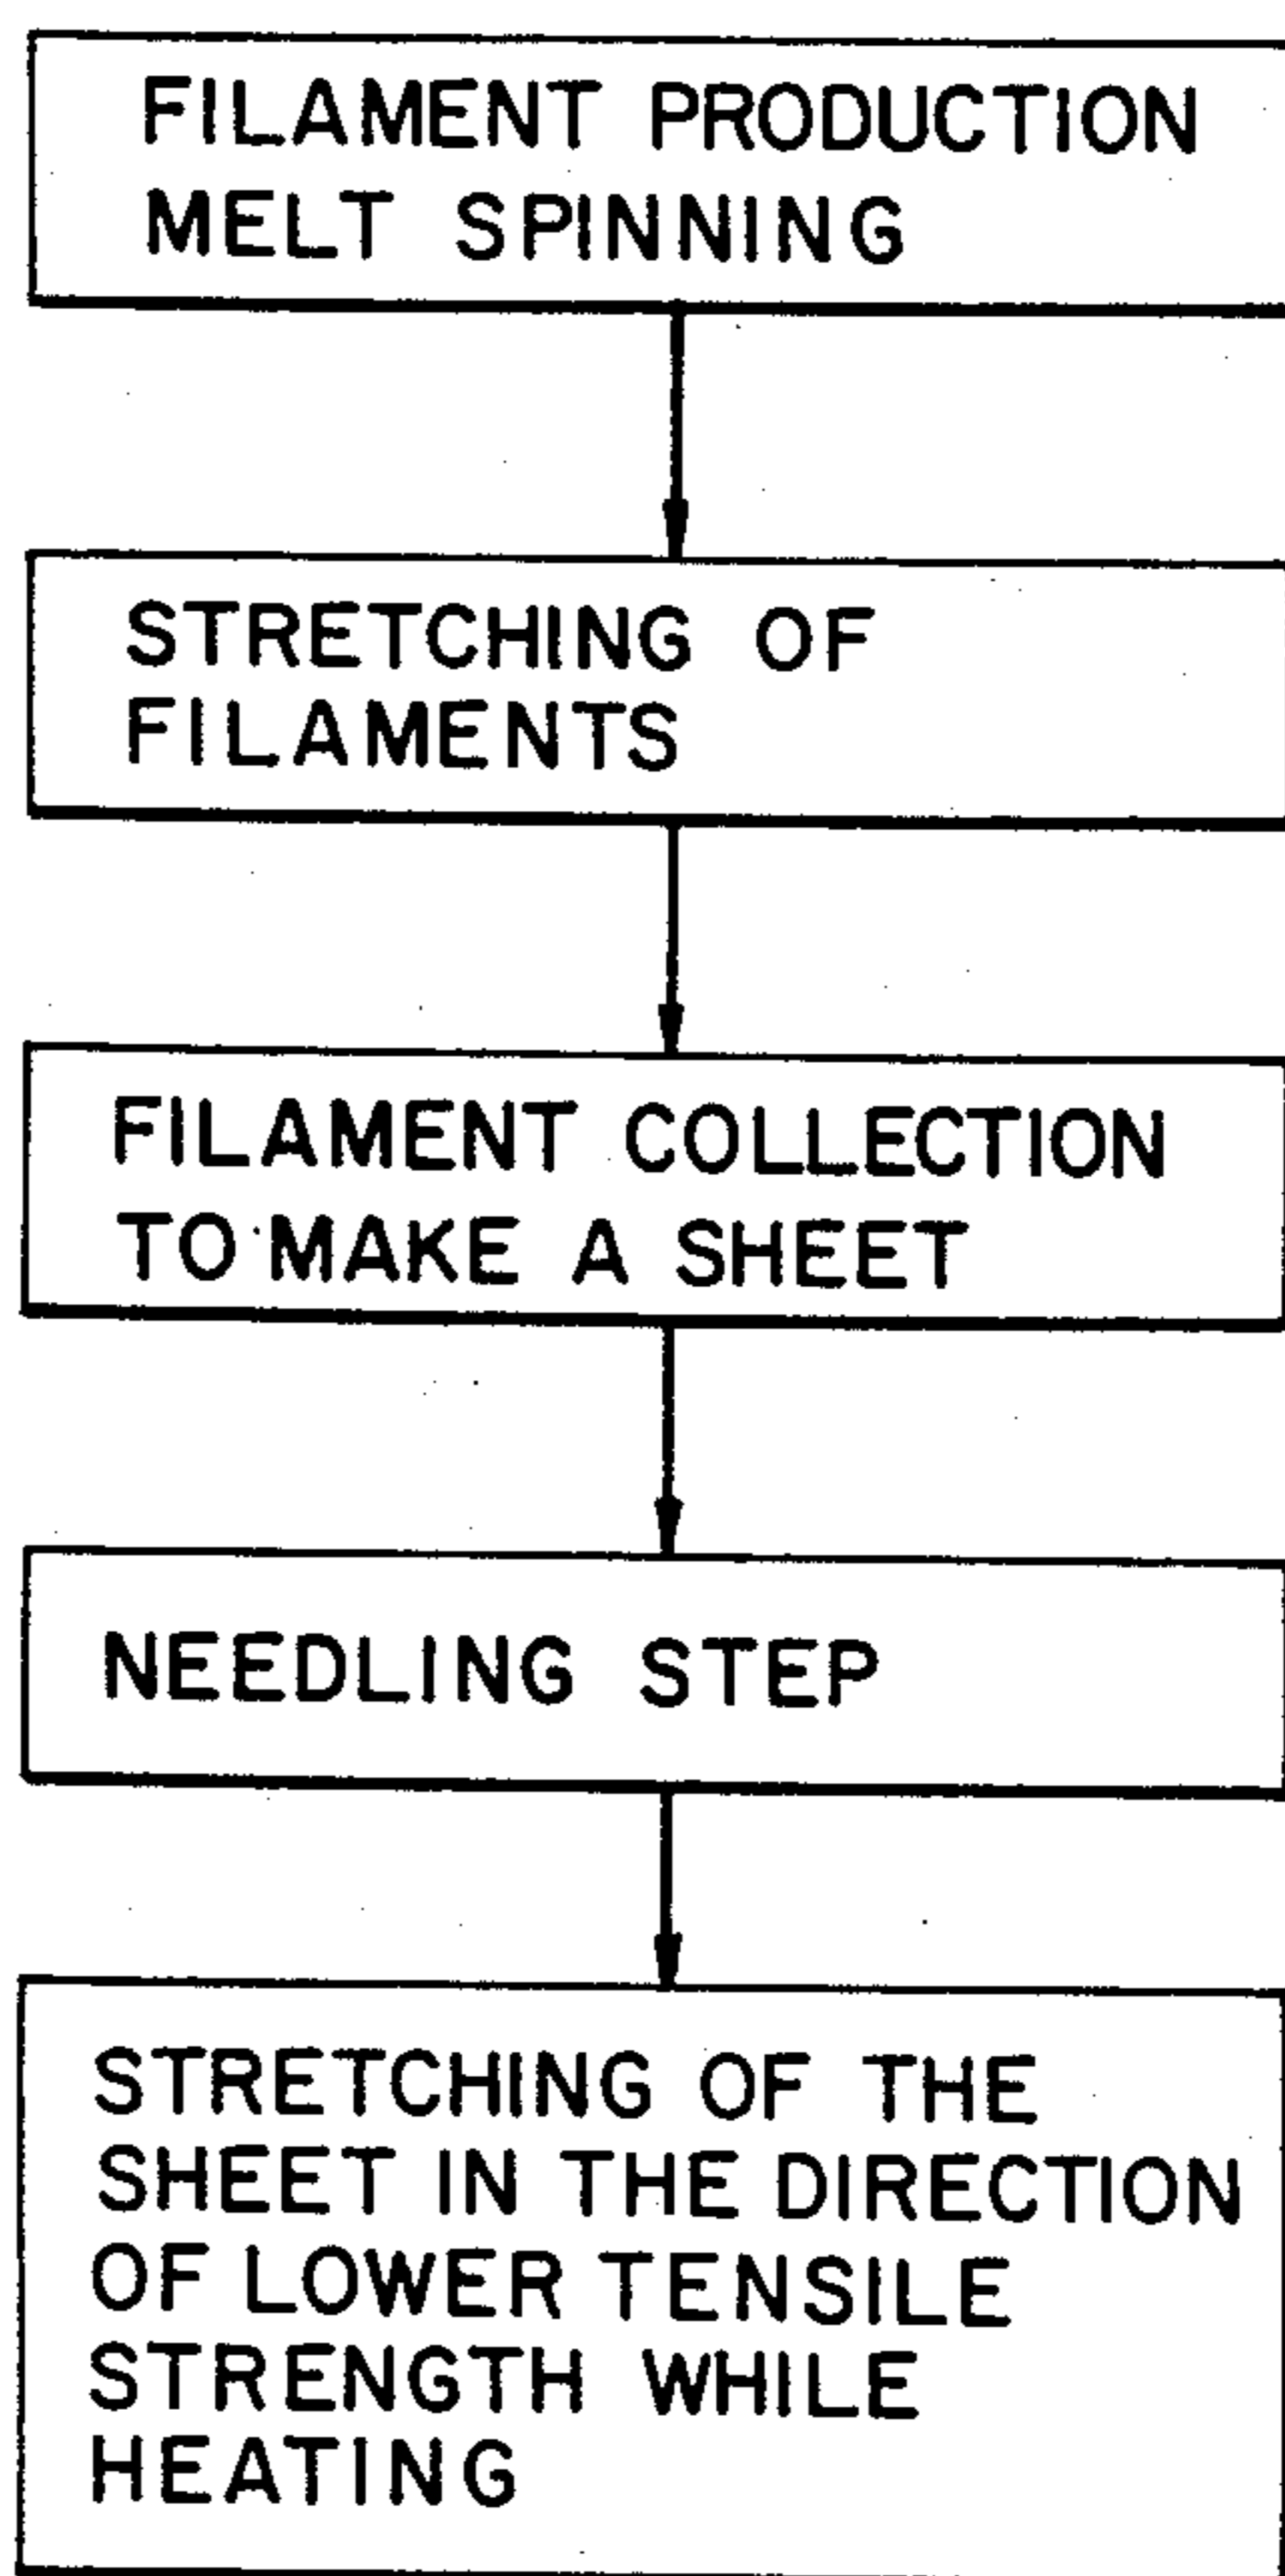 FILAMENT PRODUCTION
MELT SPINNING
STRETCHING OF
FILAMENTS
FILAMENT COLLECTION
TO MAKE A SHEET
NEEDLING STEP
STRETCHING OF THE
SHEET IN THE DIRECTION
OF LOWER TENSILE
STRENGTH WHILE
HEATING